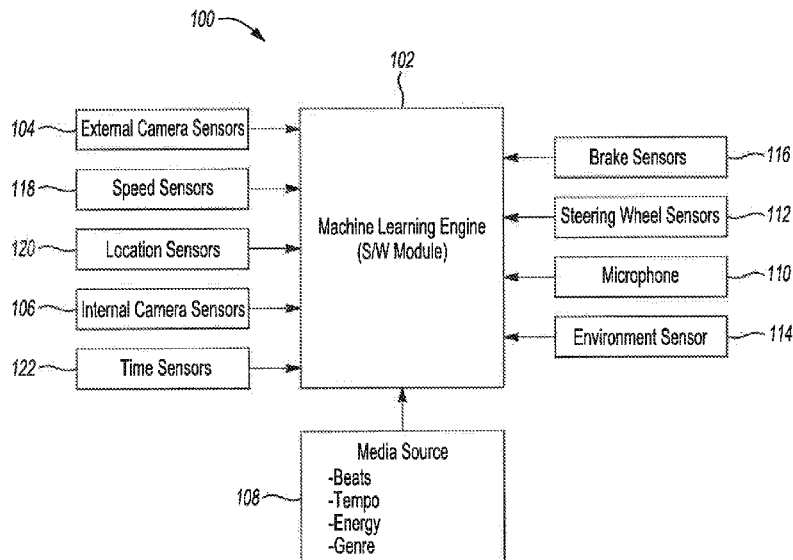 100
102
104 External Camera Sensors
118 Speed Sensors
120 Location Sensors
106 Internal Camera Sensors
122 Time Sensors
Machine Learning Engine
(S/W Module)
Brake Sensors 116
Steering Wheel Sensors 112
Microphone 110
Environment Sensor 114
108
Media Source
-Beats
-Tempo
-Energy
-Genre